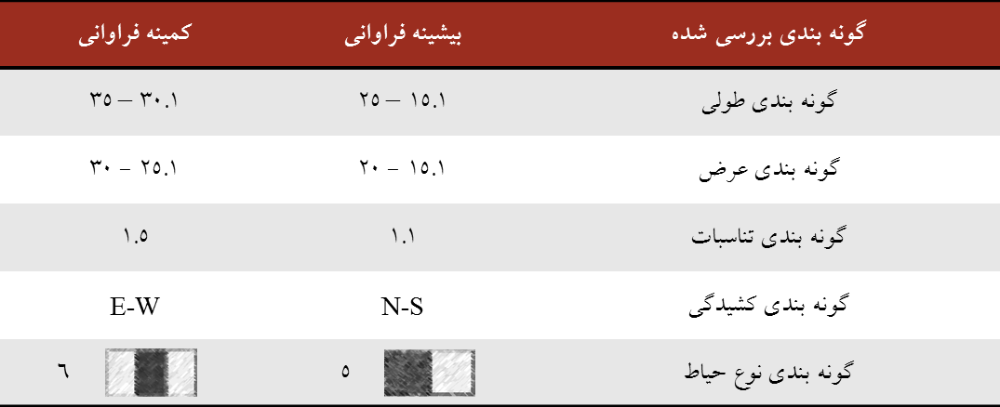 گونه بندی بررسی شده بیشینه فراوانی کمینه فراوانی
گونه بندی طولی ۱۵.۱ – ۲۵ ۳۰.۱ – ۳۵
گونه بندی عرض ۱۵.۱ – ۲۰ ۲۵.۱ – ۳۰
گونه بندی تناسبات ۱.۱ ۱.۵
گونه بندی کشیدگی N-S E-W
گونه بندی نوع حیاط ٥ ٦